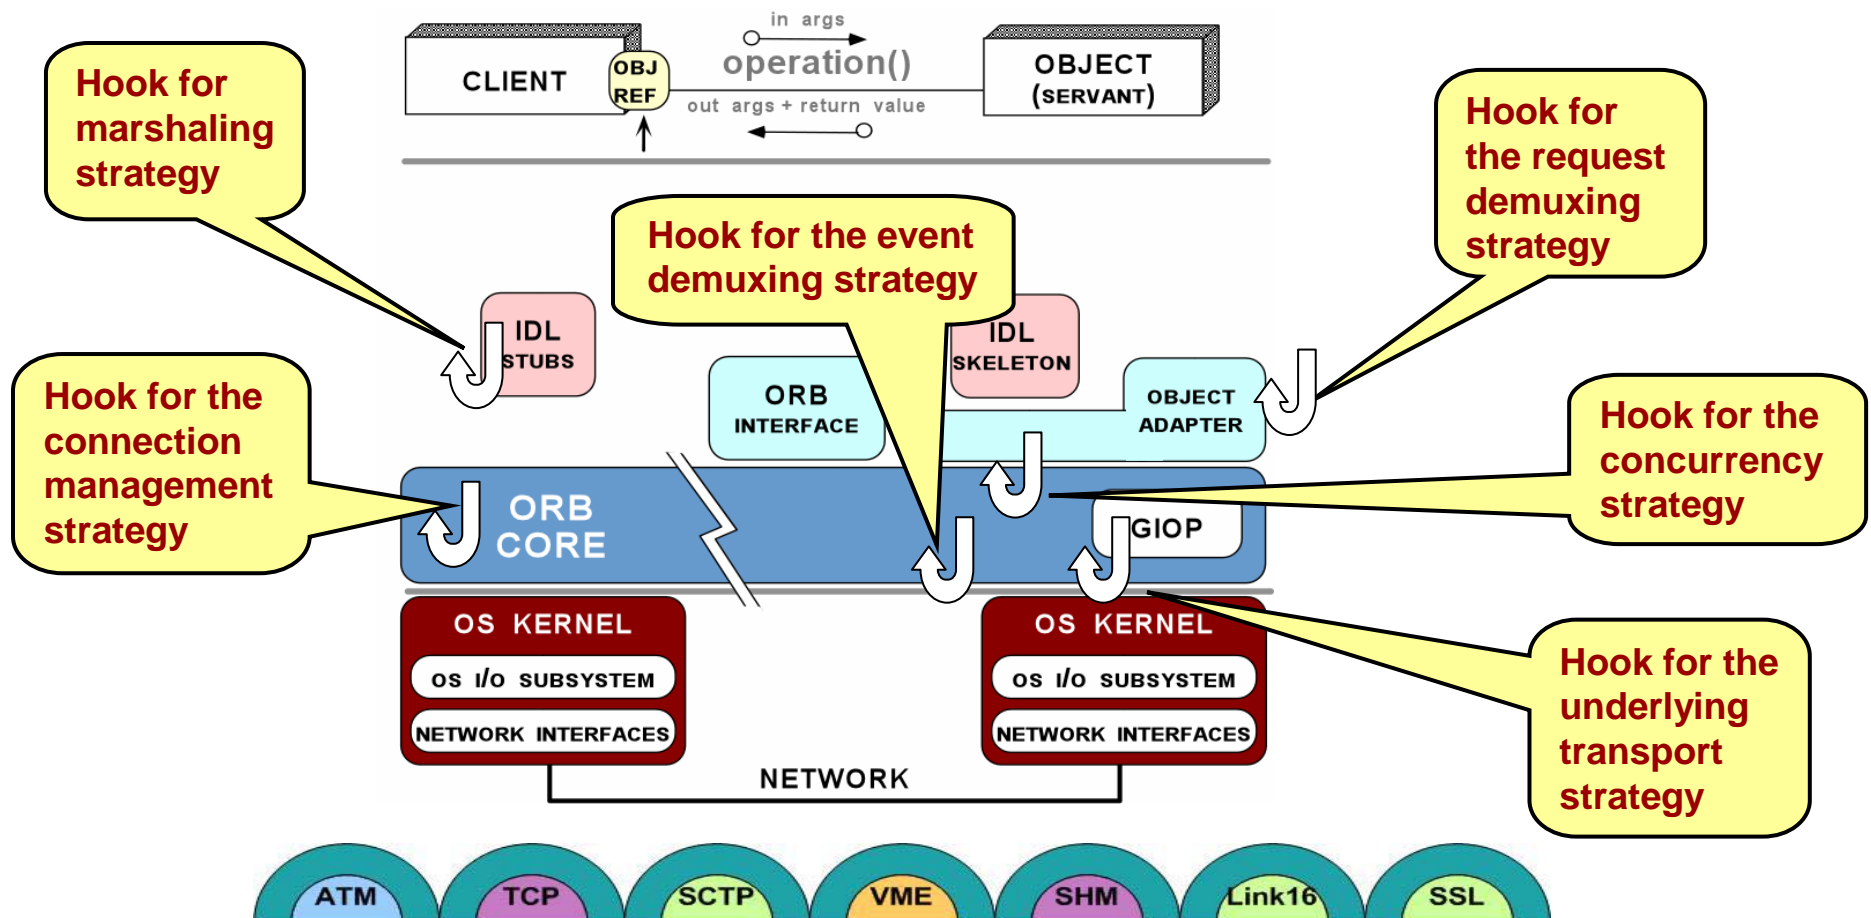 in args
operation()
out args + return value
CLIENT
OBJ
REF
OBJECT
(SERVANT)
Hook for
marshaling
strategy
Hook for the event
demuxing strategy
Hook for
the request
demuxing
strategy
IDL
STUBS
IDL
SKELETON
ORB
INTERFACE
OBJECT
ADAPTER
Hook for the
connection
management
strategy
Hook for the
concurrency
strategy
ORB
CORE
GIOP
OS KERNEL
OS I/O SUBSYSTEM
NETWORK INTERFACES
OS KERNEL
OS I/O SUBSYSTEM
NETWORK INTERFACES
Hook for the
underlying
transport
strategy
NETWORK
ATM TCP SCTP VME SHM Link16 SSL